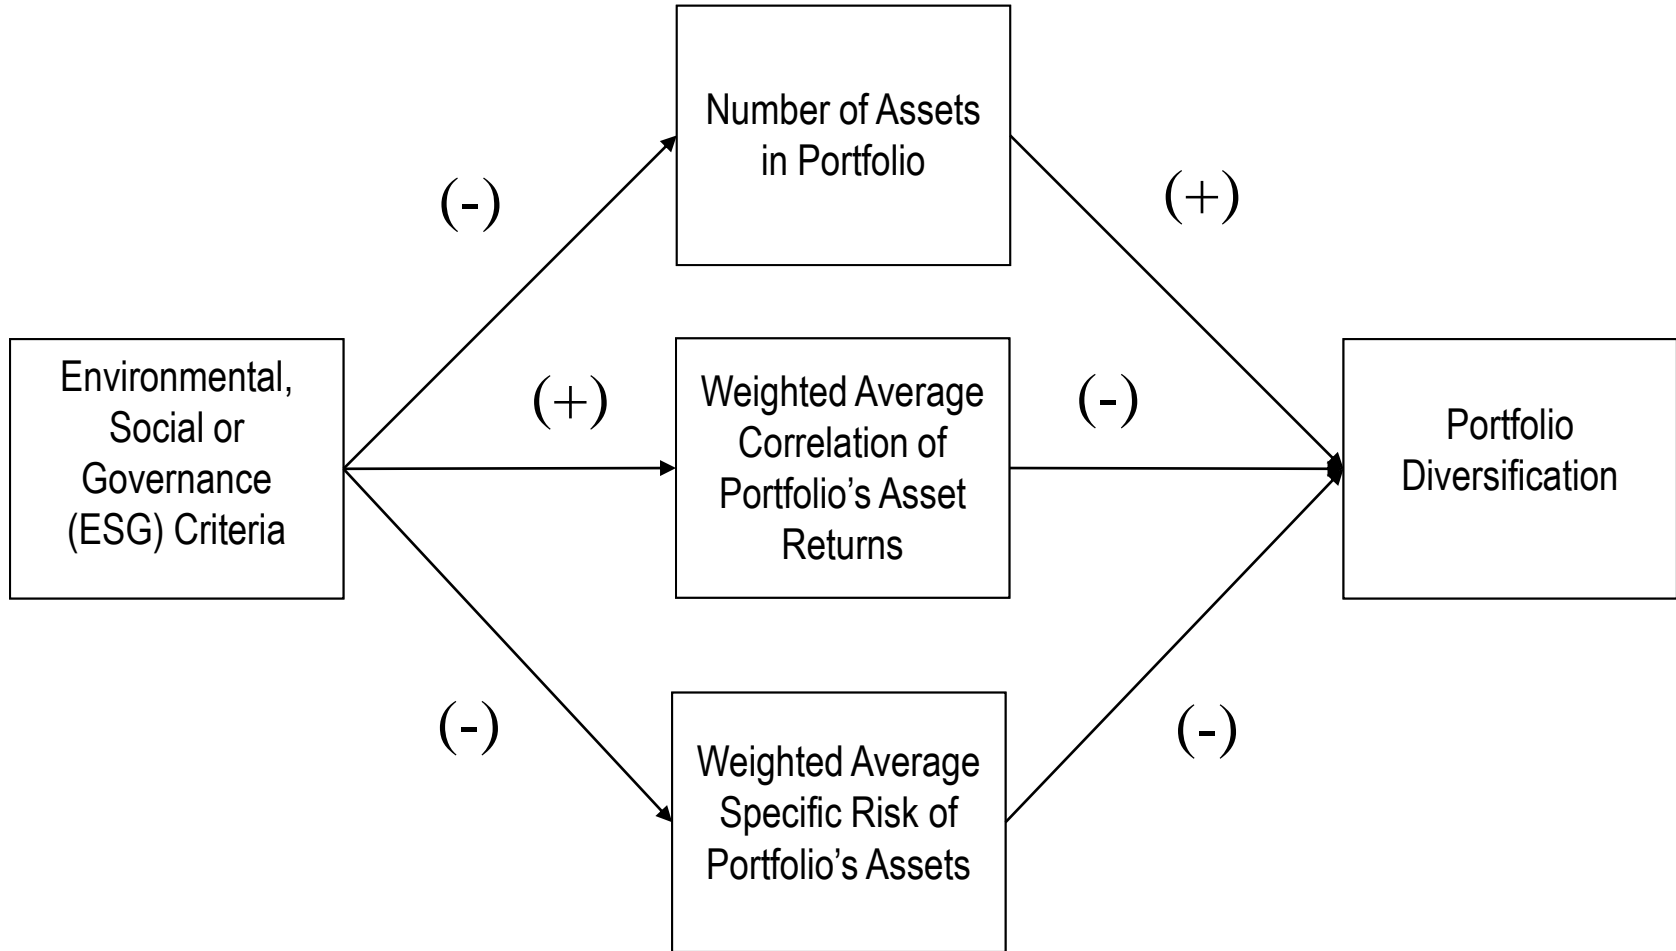 Number of Assets
in Portfolio
(-)
(+)
Environmental,
Social or
Governance
(ESG) Criteria
(+)
Weighted Average
Correlation of
Portfolio’s Asset
Returns
(-)
Portfolio
Diversification
(-)
Weighted Average
Specific Risk of
Portfolio’s Assets
(-)